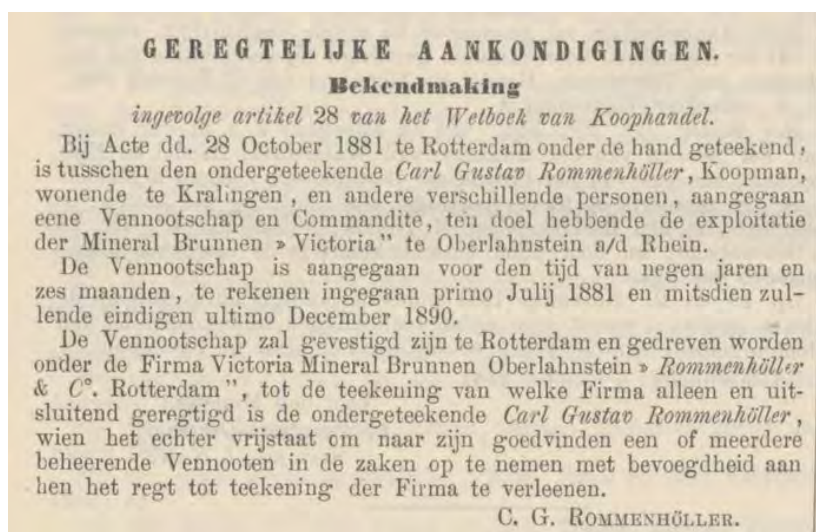 GEREGTELIJKE AANKONDIGINGEN.
Bekendmaking
ingevolge artikel 28 van het Wetboek van Koophandel.
Bij Acte dd. 28 October 1881 te Rotterdam onder de hand geteekend,
is tusschen den ondergeteekende Carl Gustav Rommenhöller, Koopman,
wonende te Kralingen, en andere verschillende personen, aangegaan
eene Vennootschap en Commandite, ten doel hebbende de exploitatie
der Mineral Brunnen » Victoria” te Oberlahnstein a/d Rhein.
De Vennootschap is aangegaan voor den tijd van negen jaren en
zes maanden, te rekenen ingegaan primo Julij 1881 en mitsdien zul-
lende eindigen ultimo December 1890.
De Vennootschap zal gevestigd zijn te Rotterdam en gedreven worden
onder de Firma Victoria Mineral Brunnen Oberlahnstein » Rommenhöller
& C°. Rotterdam”, tot de teekening van welke Firma alleen en uit-
sluitend geregtigd is de ondergeteekende Carl Gustav Rommenhöller,
wien het echter vrijstaat om naar zijn goedvinden een of meerdere
beheerende Vennooten in de zaken op te nemen met bevoegdheid aan
hen het regt tot teekening der Firma te verleenen.
C. G. ROMMENHÖLLER.